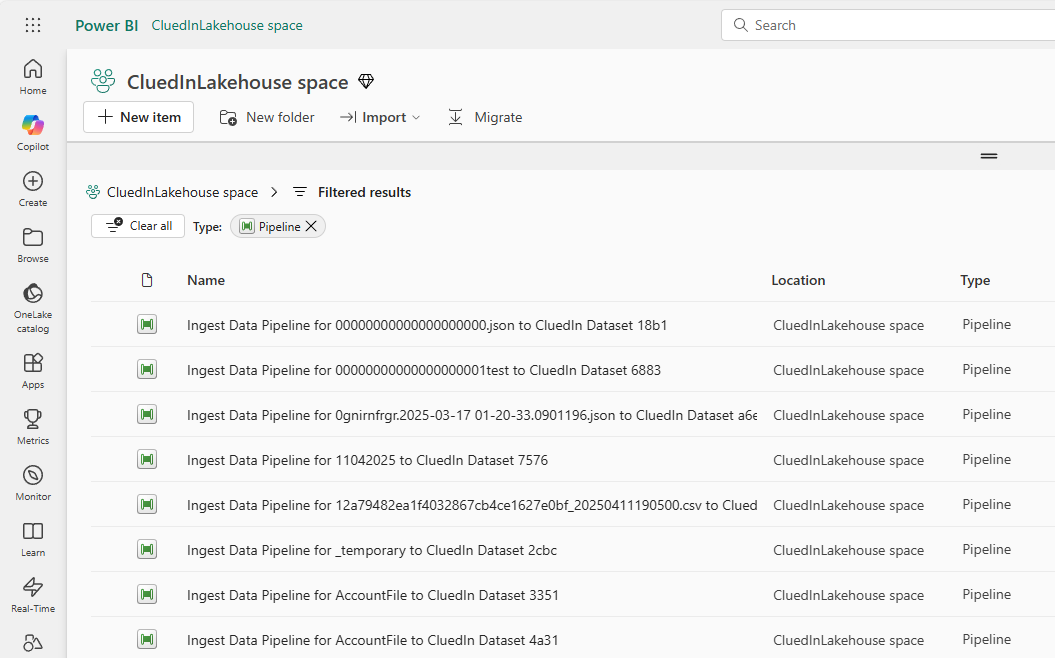 Power BI CluedInLakehouse space
Search
Home
Copilot
Create
Browse
OneLake
catalog
Apps
Metrics
Monitor
Learn
Real-Time
CluedInLakehouse space
New item New folder Import Migrate
CluedInLakehouse space Filtered results
Clear all Type: Pipeline
Name Location Type
Ingest Data Pipeline for 00000000000000000000.json to CluedIn Dataset 18b1 CluedInLakehouse space Pipeline
Ingest Data Pipeline for 00000000000000000001test to CluedIn Dataset 6883 CluedInLakehouse space Pipeline
Ingest Data Pipeline for 0gnirnfrgr.2025-03-17 01-20-33.0901196.json to CluedIn Dataset a6e CluedInLakehouse space Pipeline
Ingest Data Pipeline for 11042025 to CluedIn Dataset 7576 CluedInLakehouse space Pipeline
Ingest Data Pipeline for 12a79482ea1f4032867cb4ce1627e0bf_20250411190500.csv to Clued CluedInLakehouse space Pipeline
Ingest Data Pipeline for _temporary to CluedIn Dataset 2cbc CluedInLakehouse space Pipeline
Ingest Data Pipeline for AccountFile to CluedIn Dataset 3351 CluedInLakehouse space Pipeline
Ingest Data Pipeline for AccountFile to CluedIn Dataset 4a31 CluedInLakehouse space Pipeline